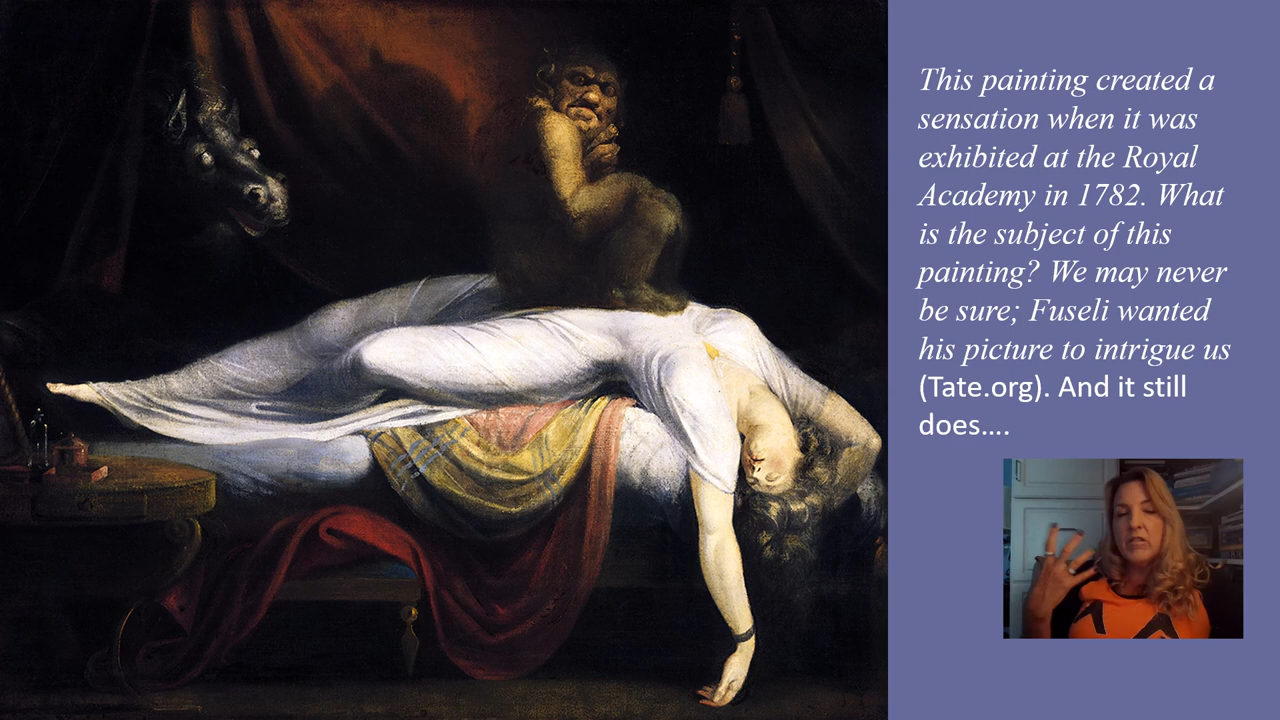 This painting created a
sensation when it was
exhibited at the Royal
Academy in 1782. What
is the subject of this
painting? We may never
be sure; Fuseli wanted
his picture to intrigue us
(Tate.org). And it still
does....